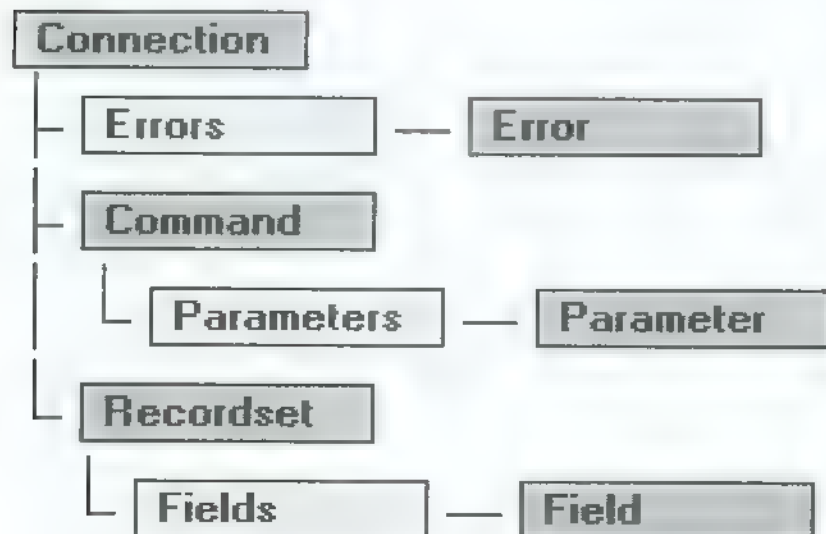 Connection
Errors Error
Command
Parameters Parameter
Recordset
Fields Field